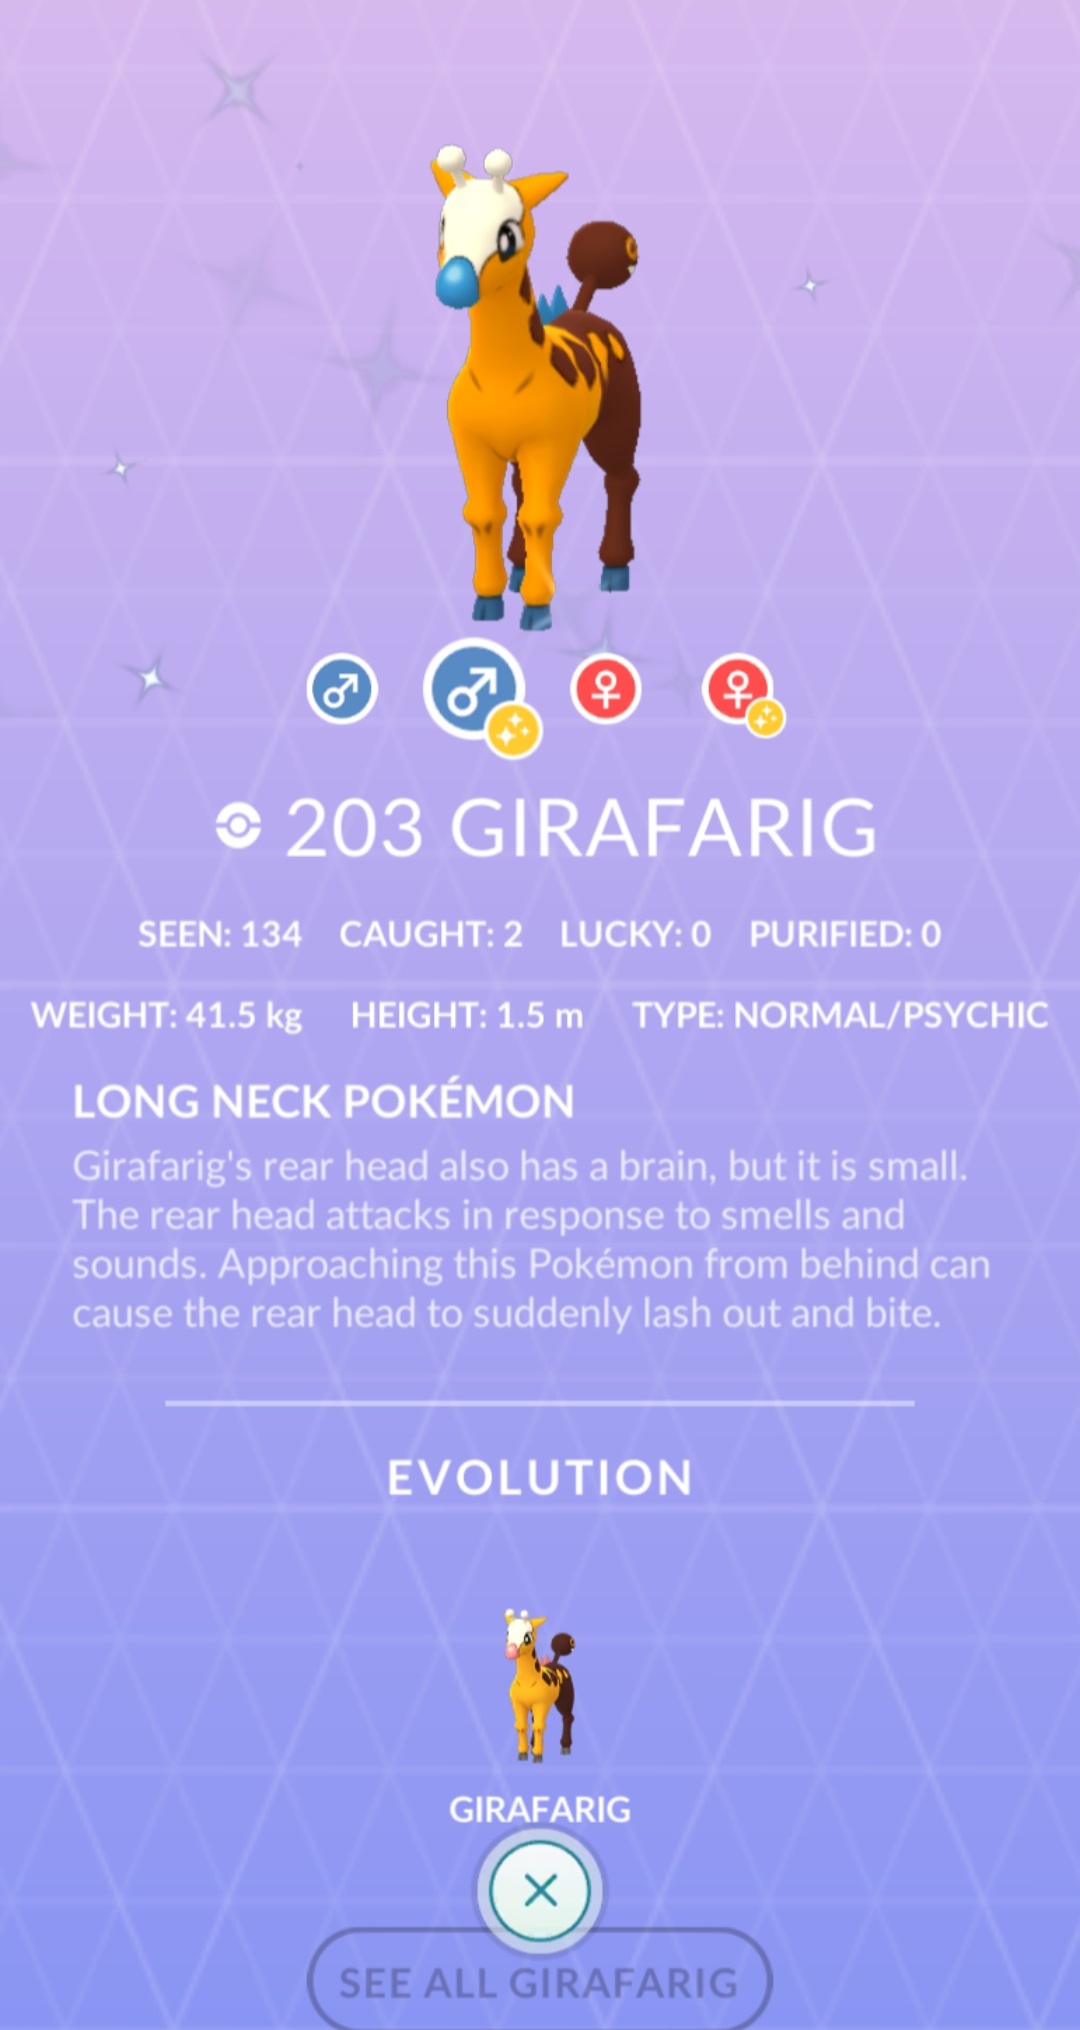 203 GIRAFARIG
SEEN: 134 CAUGHT: 2 LUCKY: 0 PURIFIED: 0
WEIGHT: 41.5 kg HEIGHT: 1.5 m TYPE: NORMAL/PSYCHIC
LONG NECK POKÉMON
Girafarig's rear head also has a brain, but it is small.
The rear head attacks in response to smells and
sounds. Approaching this Pokémon from behind can
cause the rear head to suddenly lash out and bite.
EVOLUTION
GIRAFARIG
SEE ALL GIRAFARIG